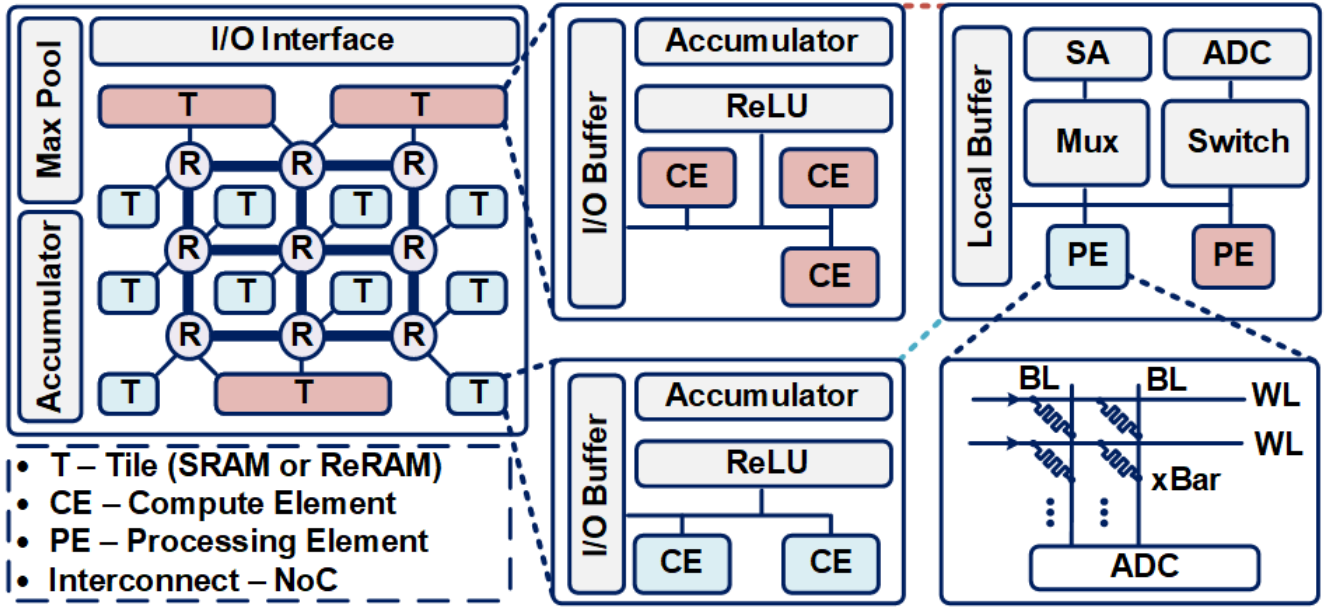 Max Pool
Accumulator
I/O Interface
T T
R R R
T T T T
R R R
T T T T
R R R
T T T
• T – Tile (SRAM or ReRAM)
• CE – Compute Element
• PE – Processing Element
• Interconnect – NoC
I/O Buffer
Accumulator
ReLU
CE CE
CE
I/O Buffer
Accumulator
ReLU
CE CE
Local Buffer
SA ADC
Mux Switch
PE PE
BL BL
WL
WL
xBar
ADC